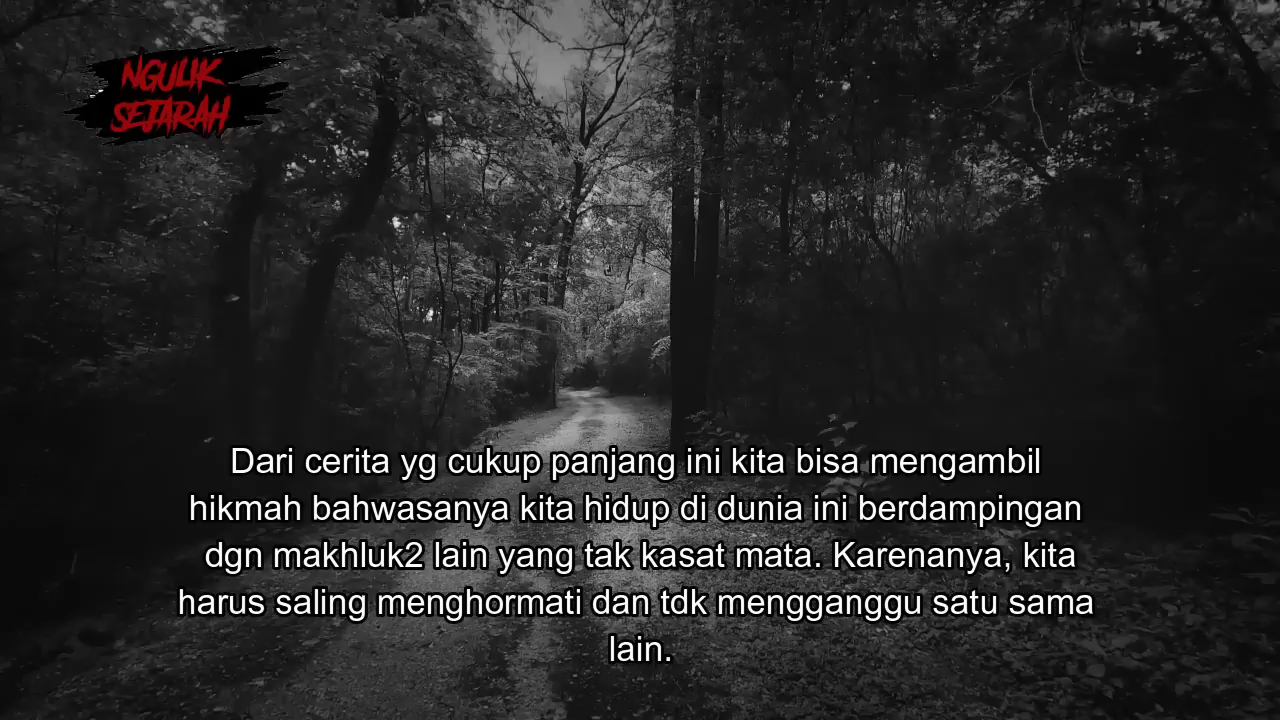 NGULIK
SEJARAH
Dari cerita yg cukup panjang ini kita bisa mengambil
hikmah bahwasanya kita hidup di dunia ini berdampingan
dgn makhluk2 lain yang tak kasat mata. Karenanya, kita
harus saling menghormati dan tdk mengganggu satu sama
lain.